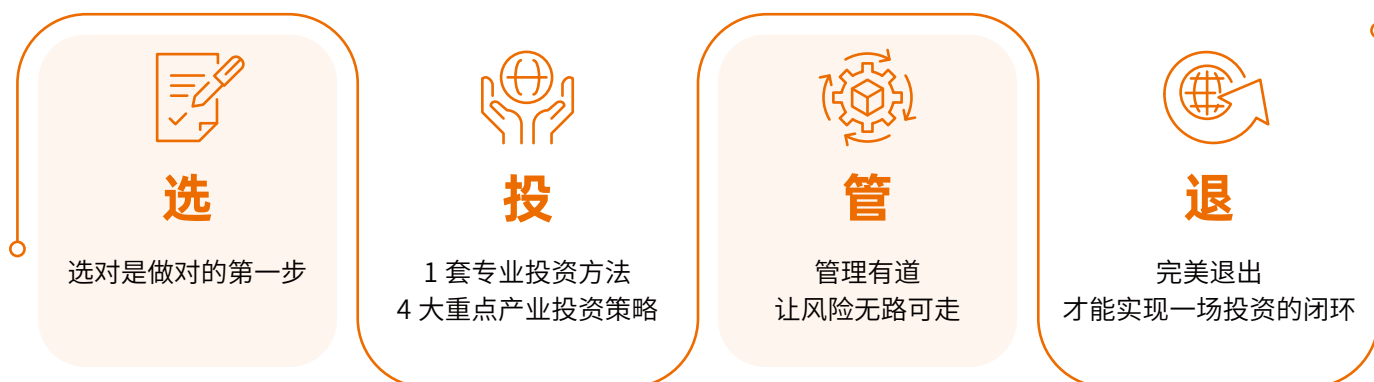 选
选对是做对的第一步
投
1 套专业投资方法
4 大重点产业投资策略
管
管理有道
让风险无路可走
退
完美退出
才能实现一场投资的闭环